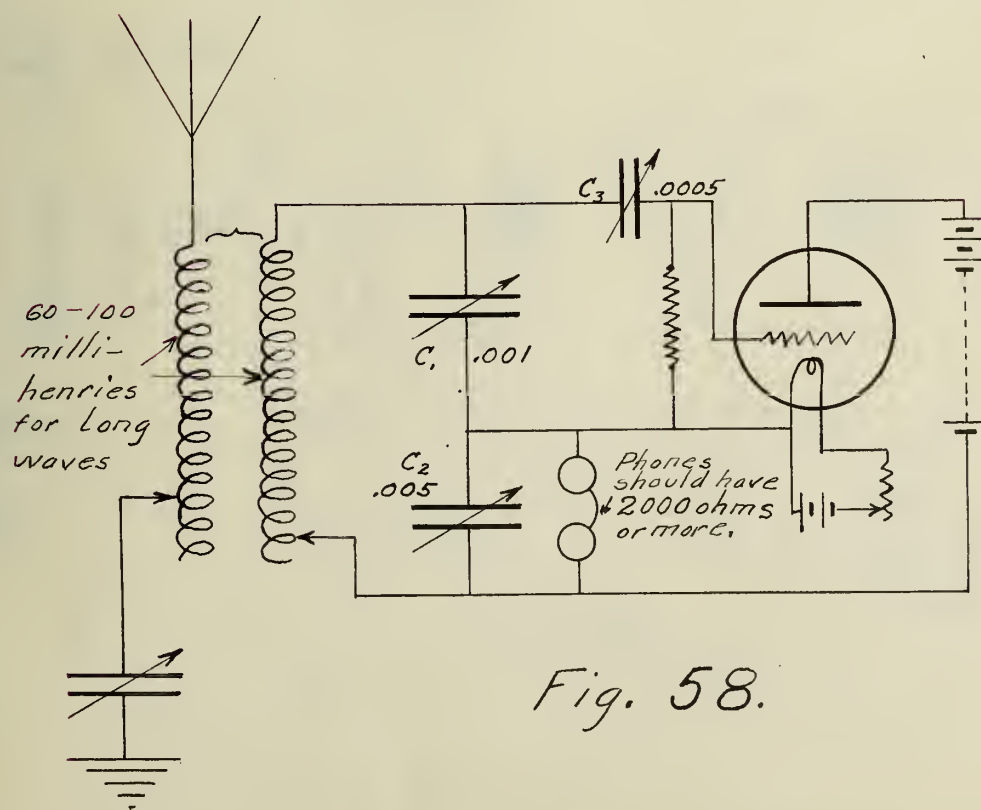 C₃ .0005
60-100
milli-
henries
for Long
waves
C₁ .001
C₂
.005
Phones
should have
2000 ohms
or more.
Fig. 58.